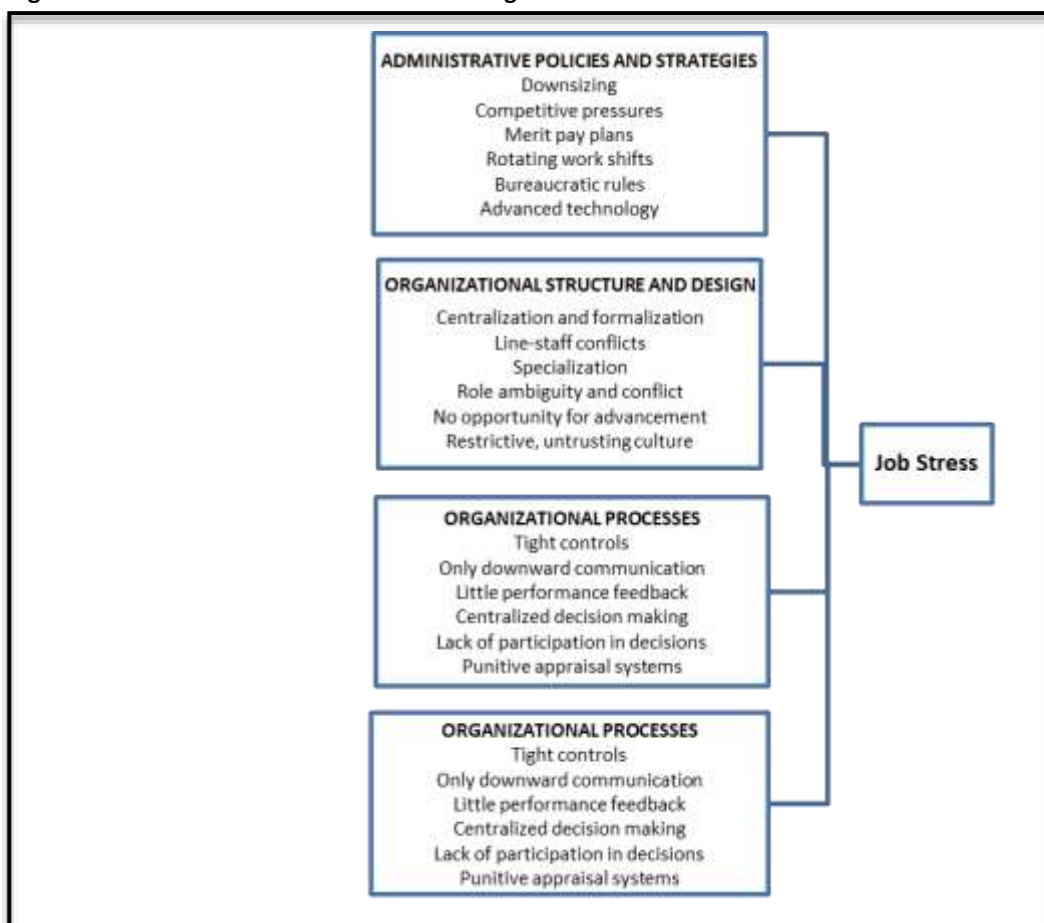 ADMINISTRATIVE POLICIES AND STRATEGIES
Downsizing
Competitive pressures
Merit pay plans
Rotating work shifts
Bureaucratic rules
Advanced technology
ORGANIZATIONAL STRUCTURE AND DESIGN
Centralization and formalization
Line-staff conflicts
Specialization
Role ambiguity and conflict
No opportunity for advancement
Restrictive, untrusting culture
Job Stress
ORGANIZATIONAL PROCESSES
Tight controls
Only downward communication
Little performance feedback
Centralized decision making
Lack of participation in decisions
Punitive appraisal systems
ORGANIZATIONAL PROCESSES
Tight controls
Only downward communication
Little performance feedback
Centralized decision making
Lack of participation in decisions
Punitive appraisal systems